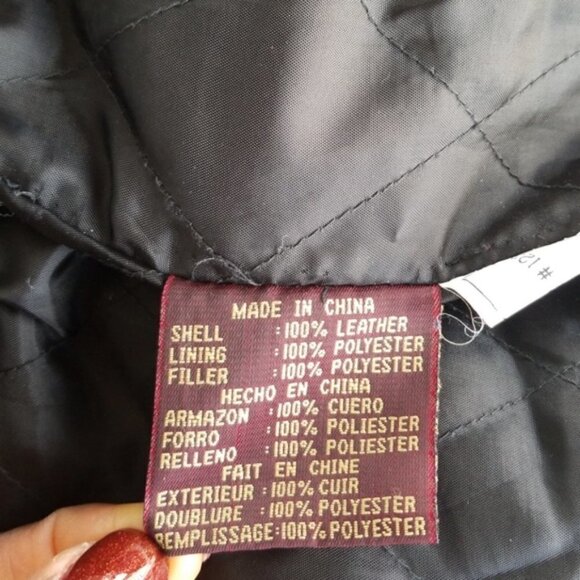 MADE IN CHINA
SHELL :100% LEATHER
LINING :100% POLYESTER
FILLER :100% POLYESTER
HECHO EN CHINA
ARMAZON :100% CUERO
FORRO :100% POLIESTER
RELLENO :100% POLIESTER
FAIT EN CHINE
EXTERIEUR :100% CUIR
DOUBLURE :100% POLYESTER
REMPLISSAGE:100% POLYESTER